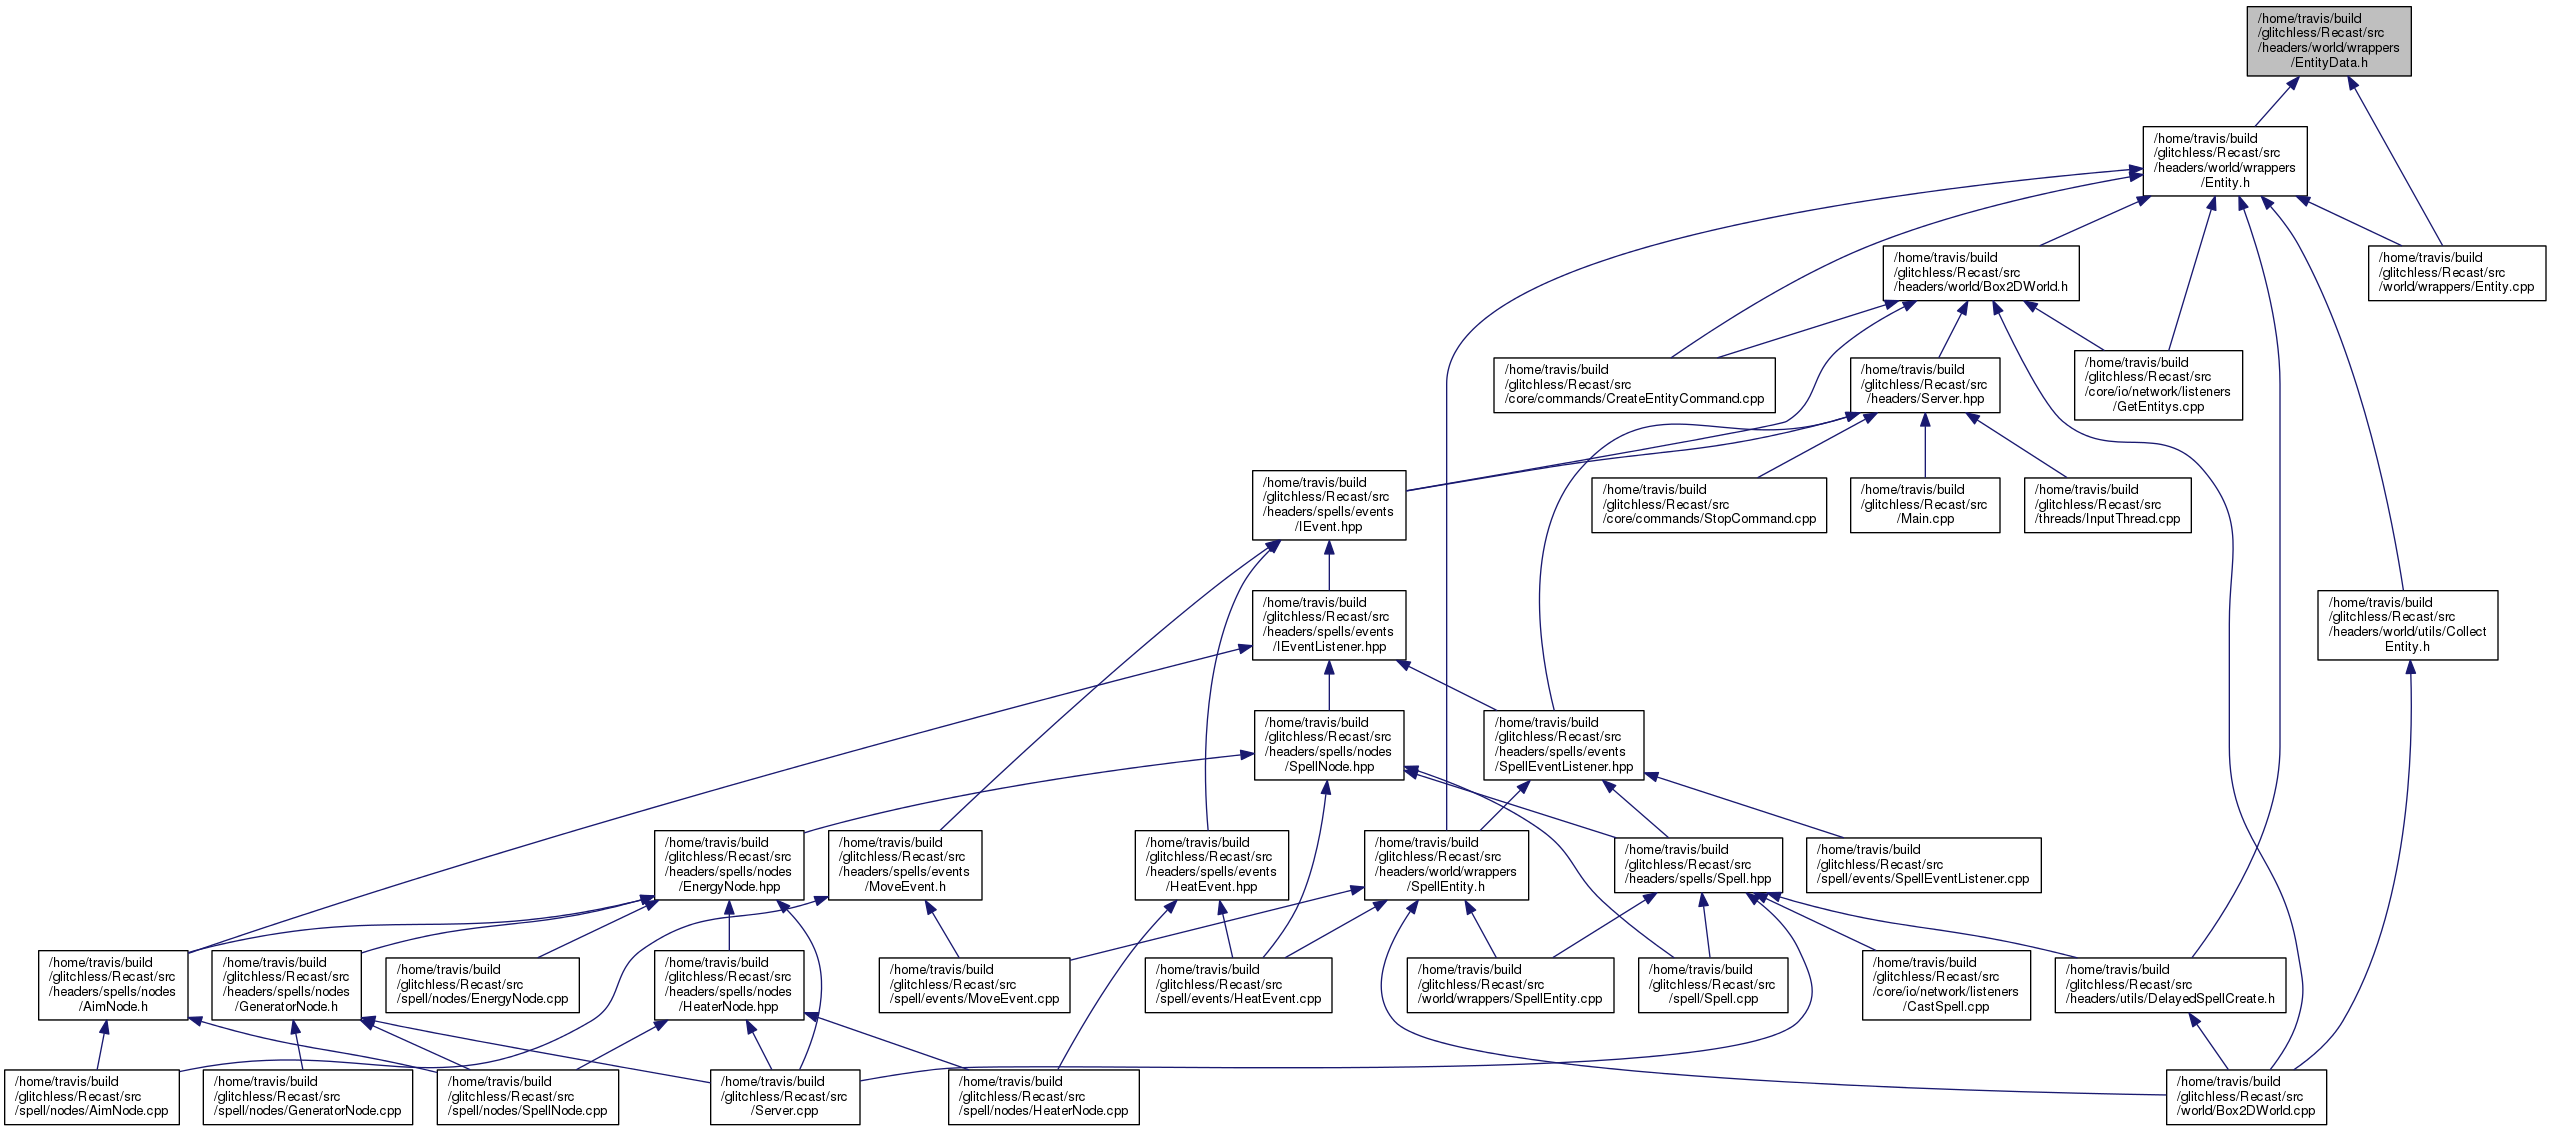 /home/travis/build
/glitchless/Recast/src
/headers/world/wrappers
/EntityData.h
/home/travis/build
/glitchless/Recast/src
/headers/world/wrappers
/Entity.h
/home/travis/build
/glitchless/Recast/src
/headers/world/Box2DWorld.h
/home/travis/build
/glitchless/Recast/src
/world/wrappers/Entity.cpp
/home/travis/build
/glitchless/Recast/src
/core/commands/CreateEntityCommand.cpp
/home/travis/build
/glitchless/Recast/src
/headers/Server.hpp
/home/travis/build
/glitchless/Recast/src
/core/io/network/listeners
/GetEntitys.cpp
/home/travis/build
/glitchless/Recast/src
/headers/spells/events
/IEvent.hpp
/home/travis/build
/glitchless/Recast/src
/core/commands/StopCommand.cpp
/home/travis/build
/glitchless/Recast/src
/Main.cpp
/home/travis/build
/glitchless/Recast/src
/threads/InputThread.cpp
/home/travis/build
/glitchless/Recast/src
/headers/spells/events
/IEventListener.hpp
/home/travis/build
/glitchless/Recast/src
/headers/world/utils/Collect
Entity.h
/home/travis/build
/glitchless/Recast/src
/headers/spells/nodes
/SpellNode.hpp
/home/travis/build
/glitchless/Recast/src
/headers/spells/events
/SpellEventListener.hpp
/home/travis/build
/glitchless/Recast/src
/headers/spells/nodes
/EnergyNode.hpp
/home/travis/build
/glitchless/Recast/src
/headers/spells/events
/MoveEvent.h
/home/travis/build
/glitchless/Recast/src
/headers/spells/events
/HeatEvent.hpp
/home/travis/build
/glitchless/Recast/src
/headers/world/wrappers
/SpellEntity.h
/home/travis/build
/glitchless/Recast/src
/headers/spells/Spell.hpp
/home/travis/build
/glitchless/Recast/src
/spell/events/SpellEventListener.cpp
/home/travis/build
/glitchless/Recast/src
/headers/spells/nodes
/AimNode.h
/home/travis/build
/glitchless/Recast/src
/headers/spells/nodes
/GeneratorNode.h
/home/travis/build
/glitchless/Recast/src
/spell/nodes/EnergyNode.cpp
/home/travis/build
/glitchless/Recast/src
/headers/spells/nodes
/HeaterNode.hpp
/home/travis/build
/glitchless/Recast/src
/spell/events/MoveEvent.cpp
/home/travis/build
/glitchless/Recast/src
/spell/events/HeatEvent.cpp
/home/travis/build
/glitchless/Recast/src
/world/wrappers/SpellEntity.cpp
/home/travis/build
/glitchless/Recast/src
/spell/Spell.cpp
/home/travis/build
/glitchless/Recast/src
/core/io/network/listeners
/CastSpell.cpp
/home/travis/build
/glitchless/Recast/src
/headers/utils/DelayedSpellCreate.h
/home/travis/build
/glitchless/Recast/src
/spell/nodes/AimNode.cpp
/home/travis/build
/glitchless/Recast/src
/spell/nodes/GeneratorNode.cpp
/home/travis/build
/glitchless/Recast/src
/spell/nodes/SpellNode.cpp
/home/travis/build
/glitchless/Recast/src
/Server.cpp
/home/travis/build
/glitchless/Recast/src
/spell/nodes/HeaterNode.cpp
/home/travis/build
/glitchless/Recast/src
/world/Box2DWorld.cpp